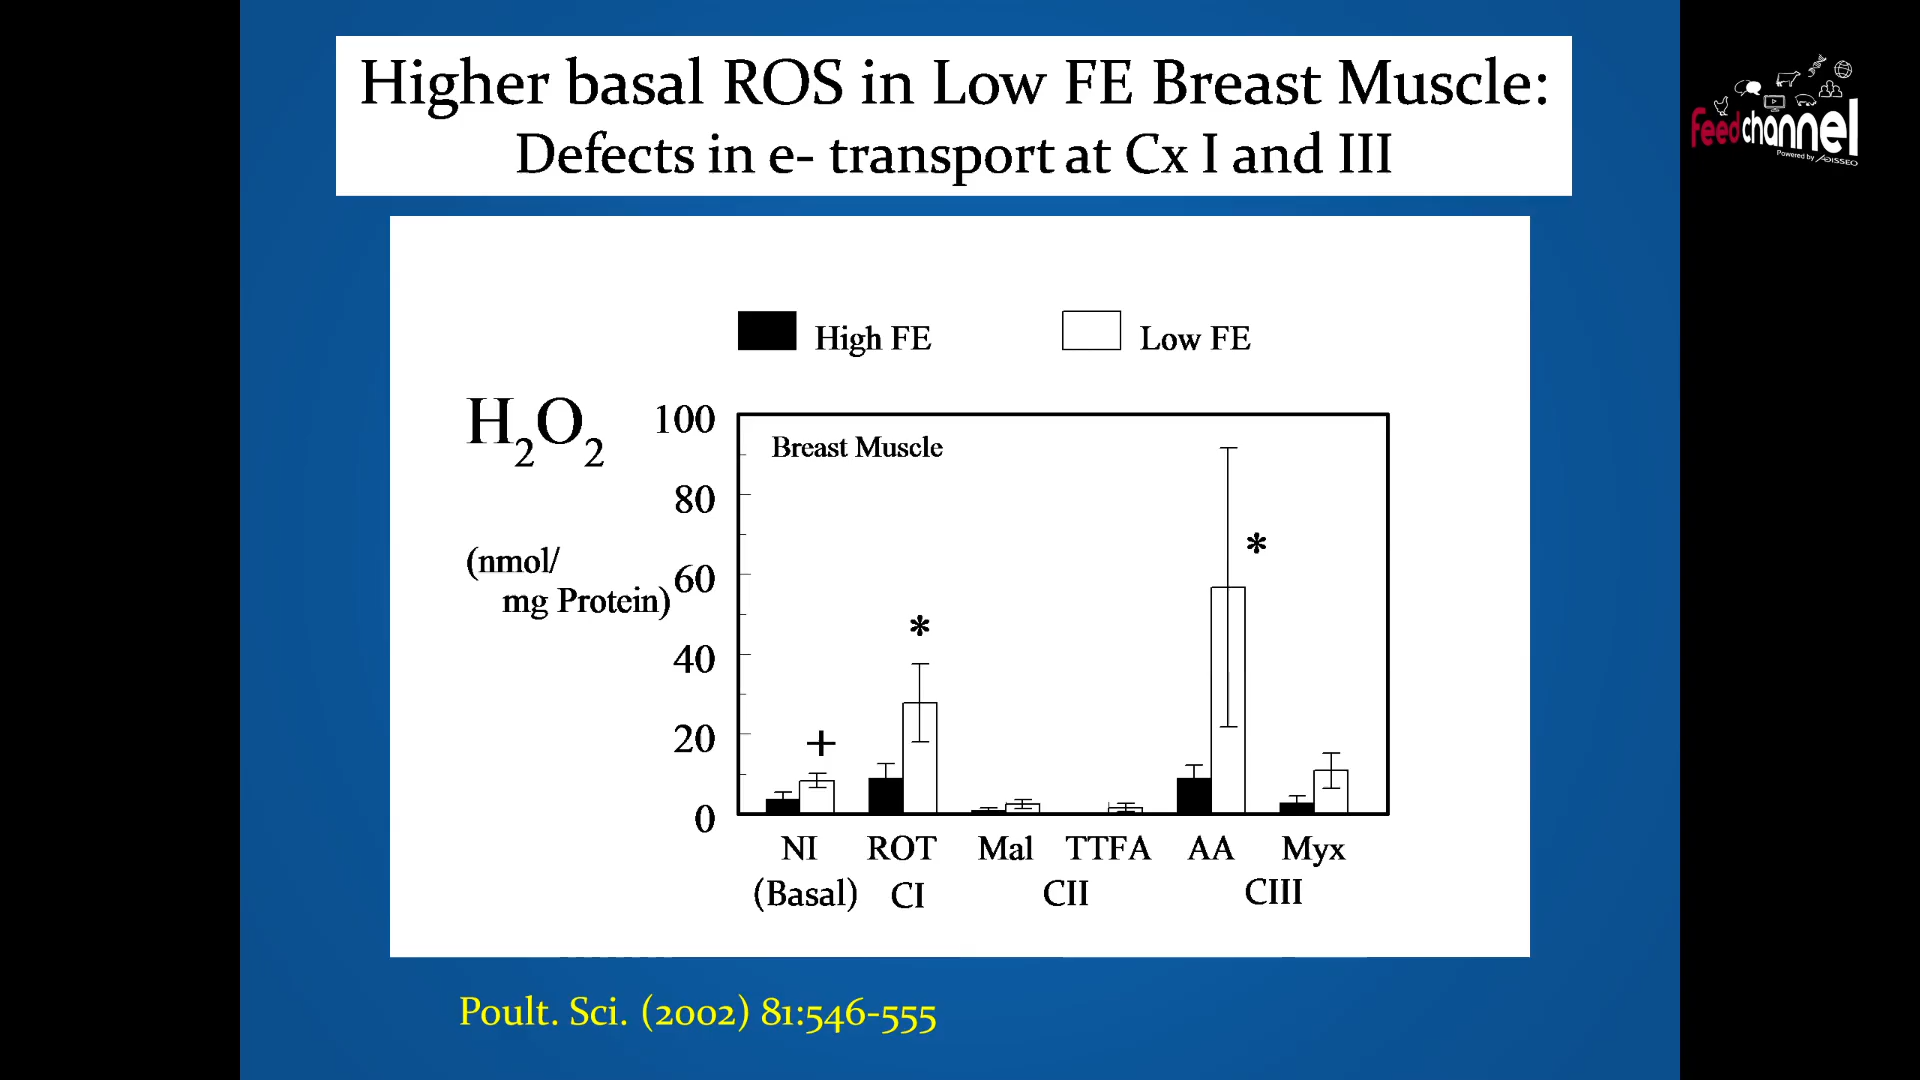 Higher basal ROS in Low FE Breast Muscle:
Defects in e- transport at Cx I and III
feedchannel
Powered by ADISSEO
High FE
Low FE
H₂O₂
(nmol/
mg Protein)
100
80
60
40
20
0
Breast Muscle
+
*
*
NI ROT Mal TTFA AA Myx
(Basal) CI CII CIII
Poult. Sci. (2002) 81:546-555